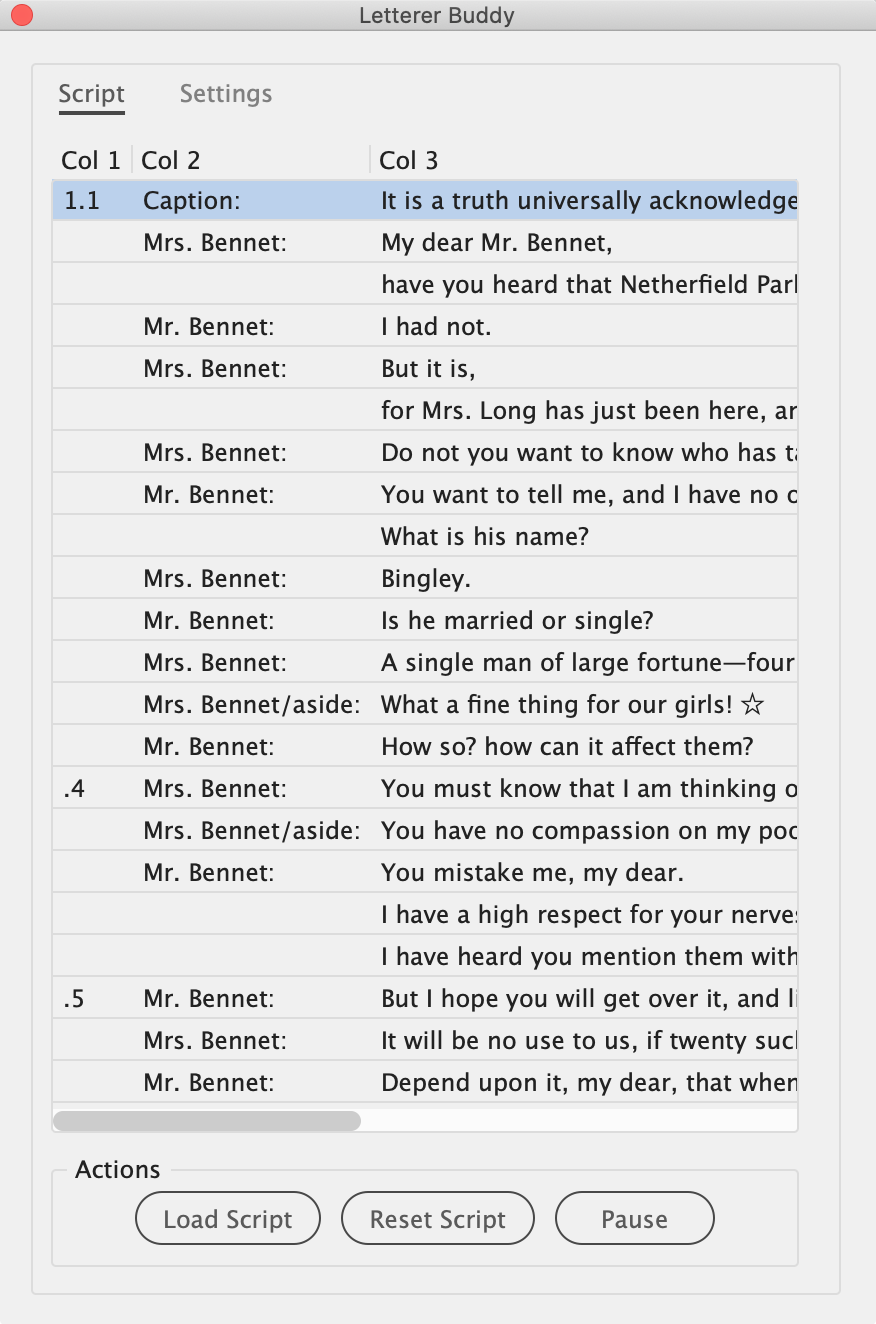 Letterer Buddy
Script Settings
Col 1 Col 2 Col 3
1.1 Caption: It is a truth universally acknowledge
Mrs. Bennet: My dear Mr. Bennet,
have you heard that Netherfield Parl
Mr. Bennet: I had not.
Mrs. Bennet: But it is,
for Mrs. Long has just been here, an
Mrs. Bennet: Do not you want to know who has ta
Mr. Bennet: You want to tell me, and I have no o
What is his name?
Mrs. Bennet: Bingley.
Mr. Bennet: Is he married or single?
Mrs. Bennet: A single man of large fortune—four
Mrs. Bennet/aside: What a fine thing for our girls! ☆
Mr. Bennet: How so? how can it affect them?
.4 Mrs. Bennet: You must know that I am thinking o
Mrs. Bennet/aside: You have no compassion on my poo
Mr. Bennet: You mistake me, my dear.
I have a high respect for your nerves
I have heard you mention them with
.5 Mr. Bennet: But I hope you will get over it, and li
Mrs. Bennet: It will be no use to us, if twenty such
Mr. Bennet: Depend upon it, my dear, that when
Actions
Load Script Reset Script Pause